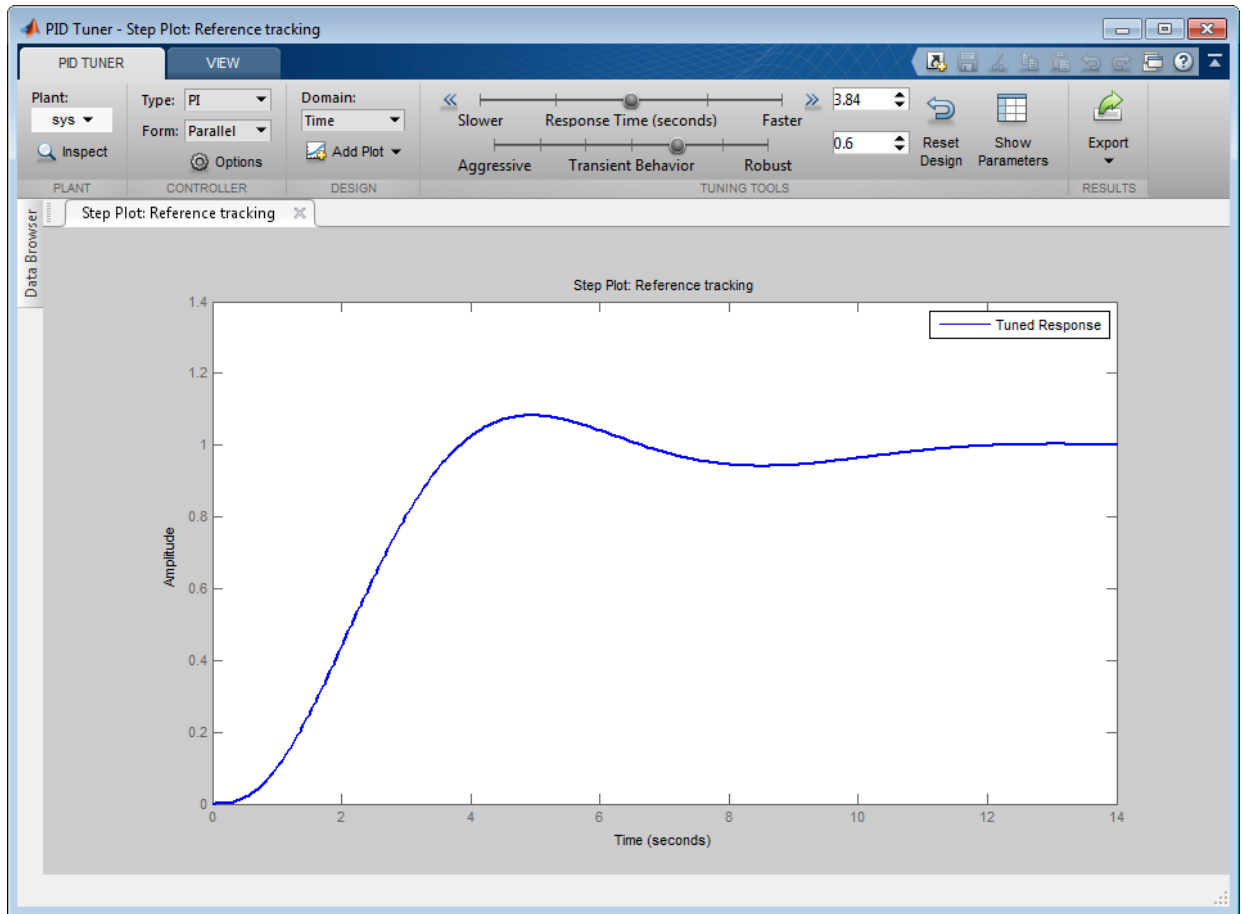 PID Tuner - Step Plot: Reference tracking
PID TUNER VIEW
Plant: Type: PI Domain: 3.84
sys Form: Parallel Time Slower Response Time (seconds) Faster
Inspect Options Add Plot 0.6 Reset Design Show Parameters Export
Aggressive Transient Behavior Robust
PLANT CONTROLLER DESIGN TUNING TOOLS RESULTS
Data Browser
Step Plot: Reference tracking
Step Plot: Reference tracking
Tuned Response
Amplitude
1.4
1.2
1
0.8
0.6
0.4
0.2
0
0 2 4 6 8 10 12 14
Time (seconds)